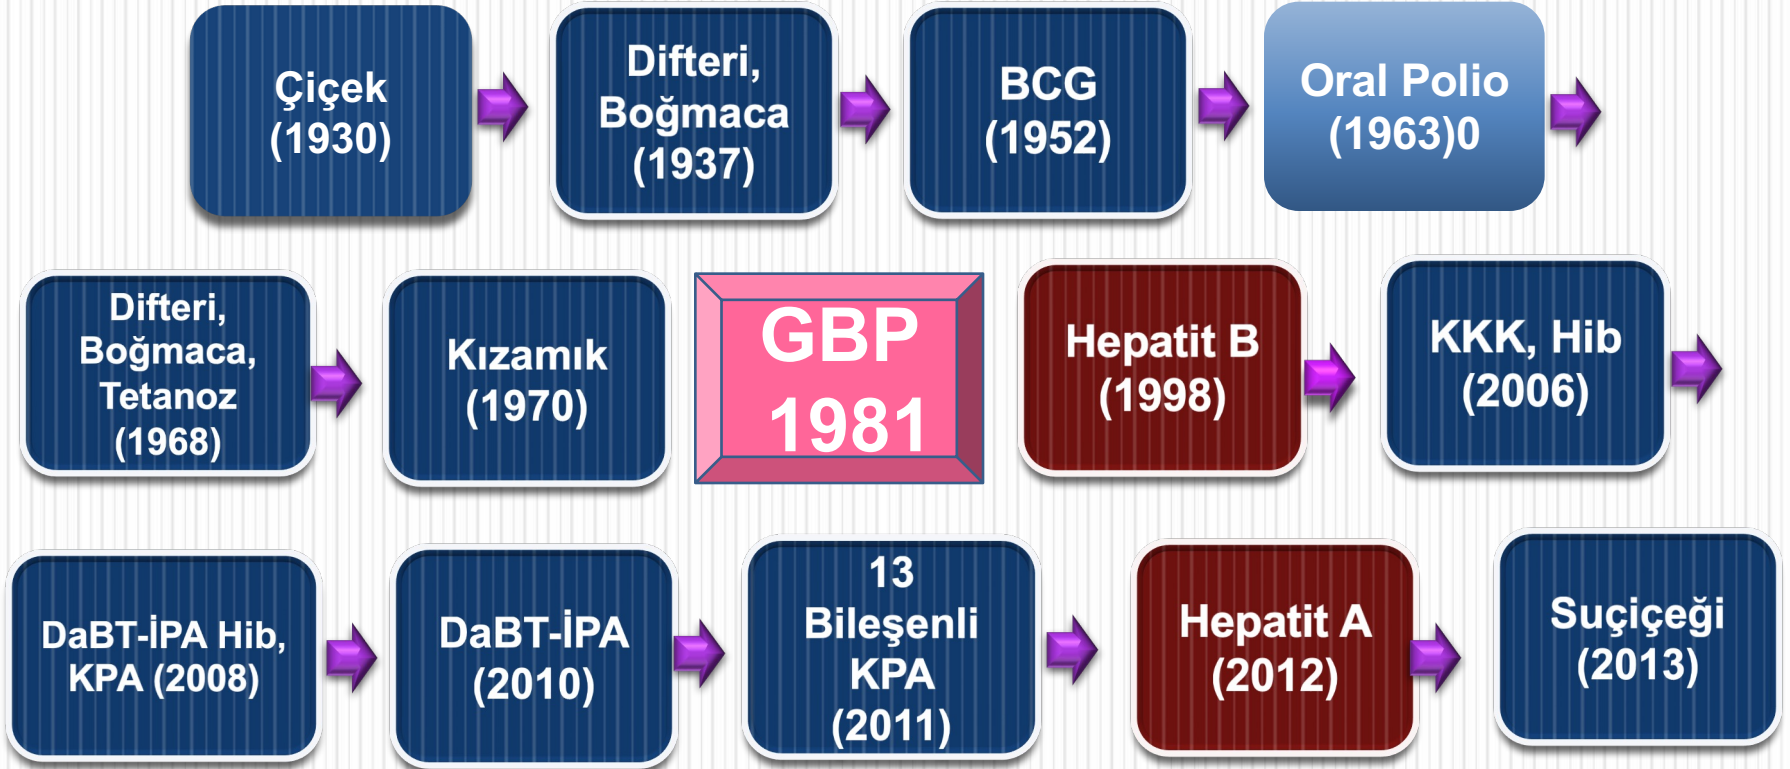 Çiçek
(1930)
Difteri,
Boğmaca
(1937)
BCG
(1952)
Oral Polio
(1963)0
Difteri,
Boğmaca,
Tetanoz
(1968)
Kızamık
(1970)
GBP
1981
Hepatit B
(1998)
KKK, Hib
(2006)
DaBT-İPA Hib,
KPA (2008)
DaBT-İPA
(2010)
13
Bileşenli
KPA
(2011)
Hepatit A
(2012)
Suçiçeği
(2013)